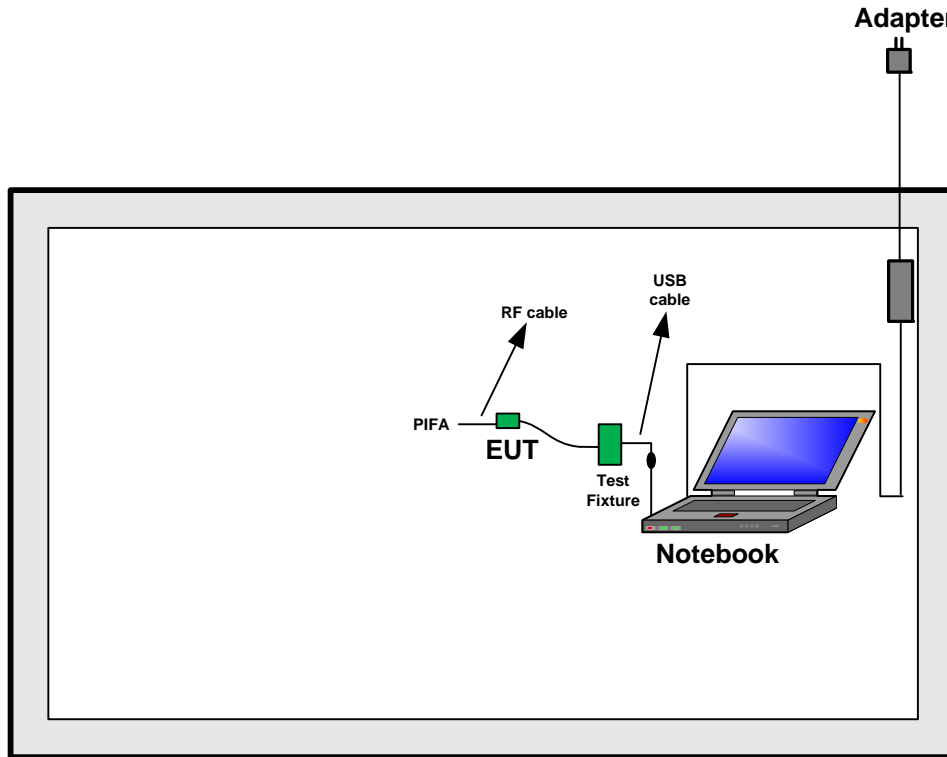 Adapter
USB
cable
RF cable
PIFA
EUT
Test
Fixture
Notebook